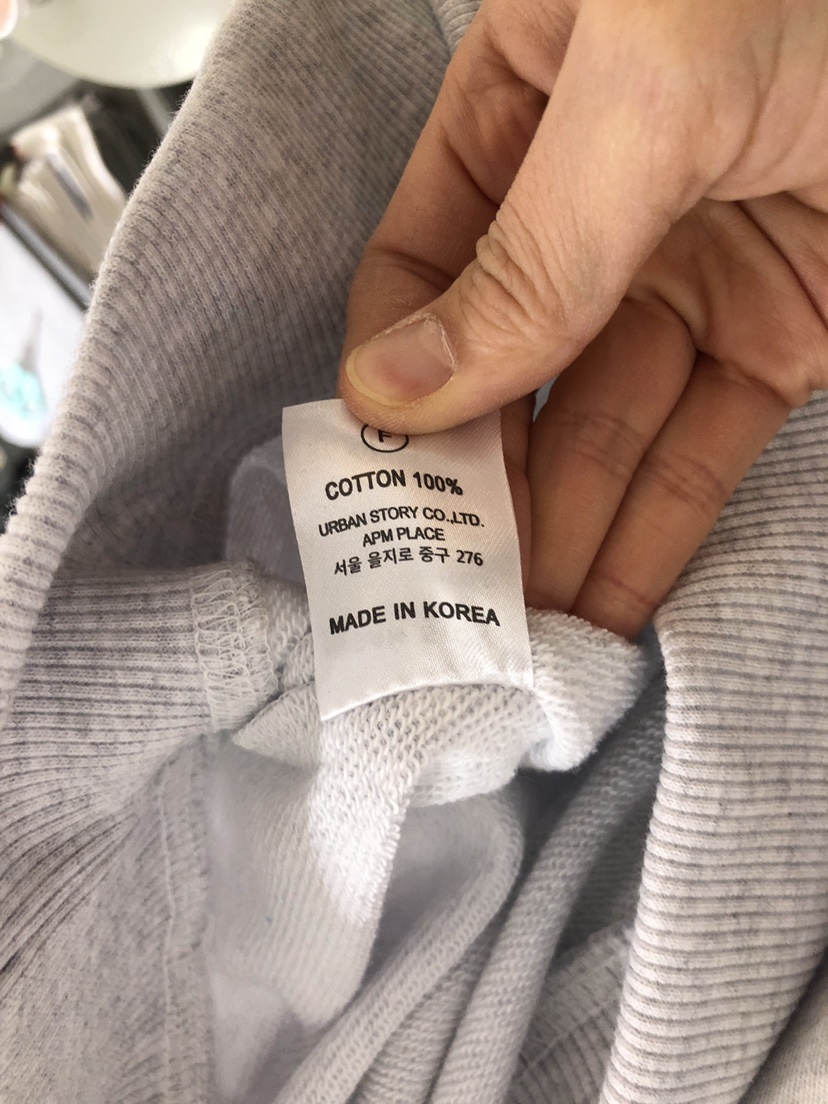 F
COTTON 100%
URBAN STORY CO.,LTD.
APM PLACE
서울 을지로 중구 276
MADE IN KOREA